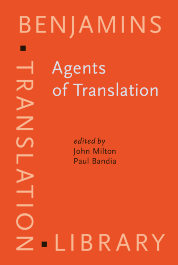 BENJAMINS
TRANSLATION
LIBRARY
Agents
of Translation
edited by
John Milton
Paul Bandia